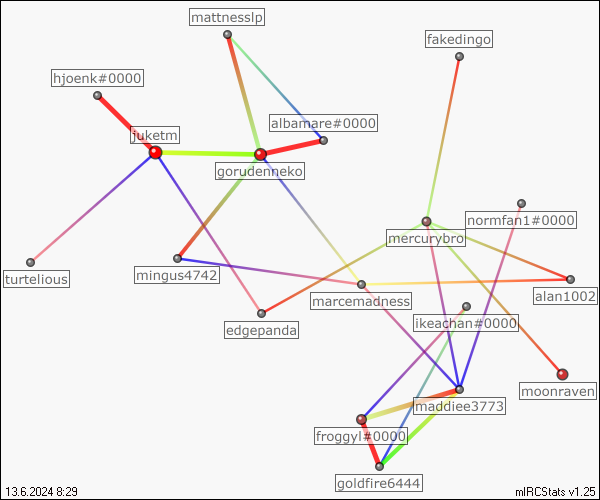 mattnesslp
fakedingo
hjoenk#0000
albamare#0000
juketm
gorudenneko
normfan1#0000
mercurybro
turtelious
mingus4742
marcemadness
alan1002
edgepanda
ikeachan#0000
moonraven
maddiee3773
froggyl#0000
goldfire6444
13.6.2024 8:29
mIRCStats v1.25